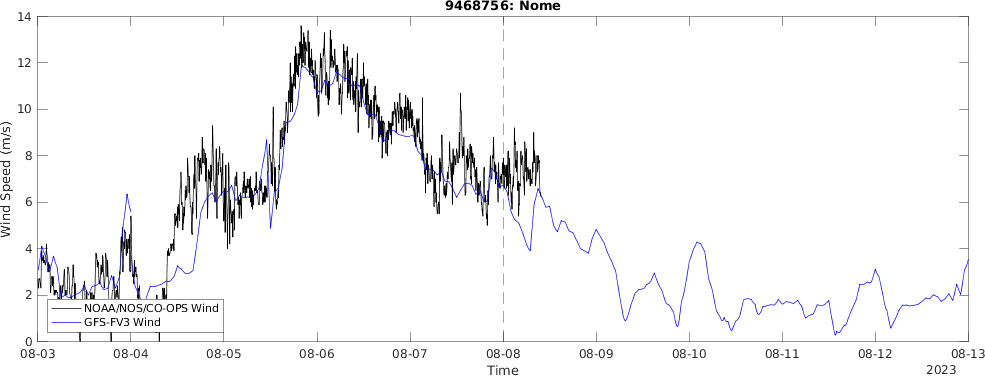 9468756: Nome
14
12
10
8
6
4
2
0
Wind Speed (m/s)
NOAA/NOS/CO-OPS Wind
GFS-FV3 Wind
08-03 08-04 08-05 08-06 08-07 08-08 08-09 08-10 08-11 08-12 08-13
Time
2023